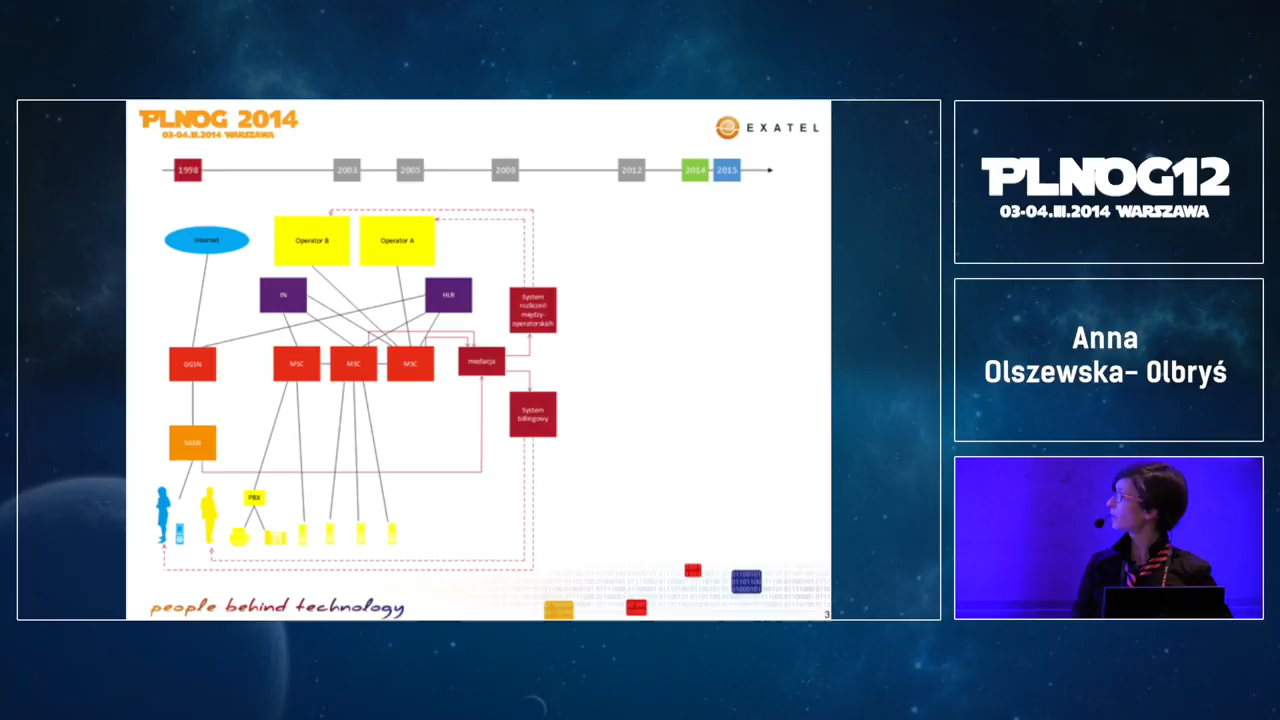 PLNOG 2014
03-04.III.2014 WARSZAWA
EXATEL
1998
2003
2005
2008
2012
2014
2015
Internet
Operator B
Operator A
IN
HLR
System
rozliczeń
między-
operatorskich
GGSN
MSC
MSC
MSC
mediacja
System
billingowy
SGSN
PBX
people behind technology
3
PLNOG12
03-04.III.2014 WARSZAWA
Anna
Olszewska- Olbryś